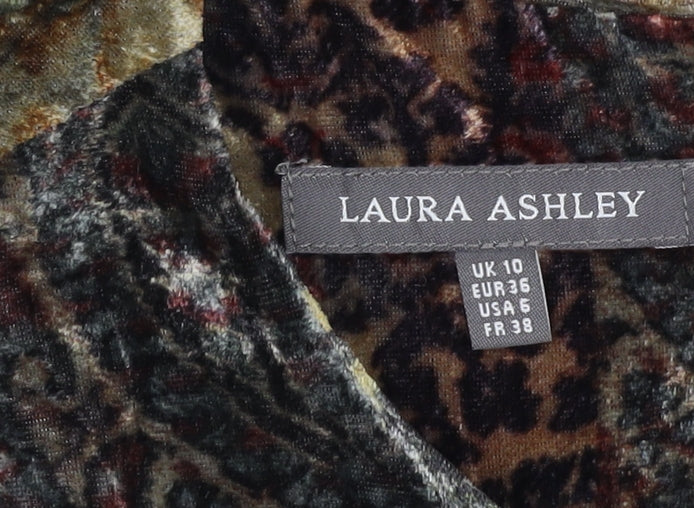 LAURA ASHLEY
UK 10
EUR 36
USA 6
FR 38